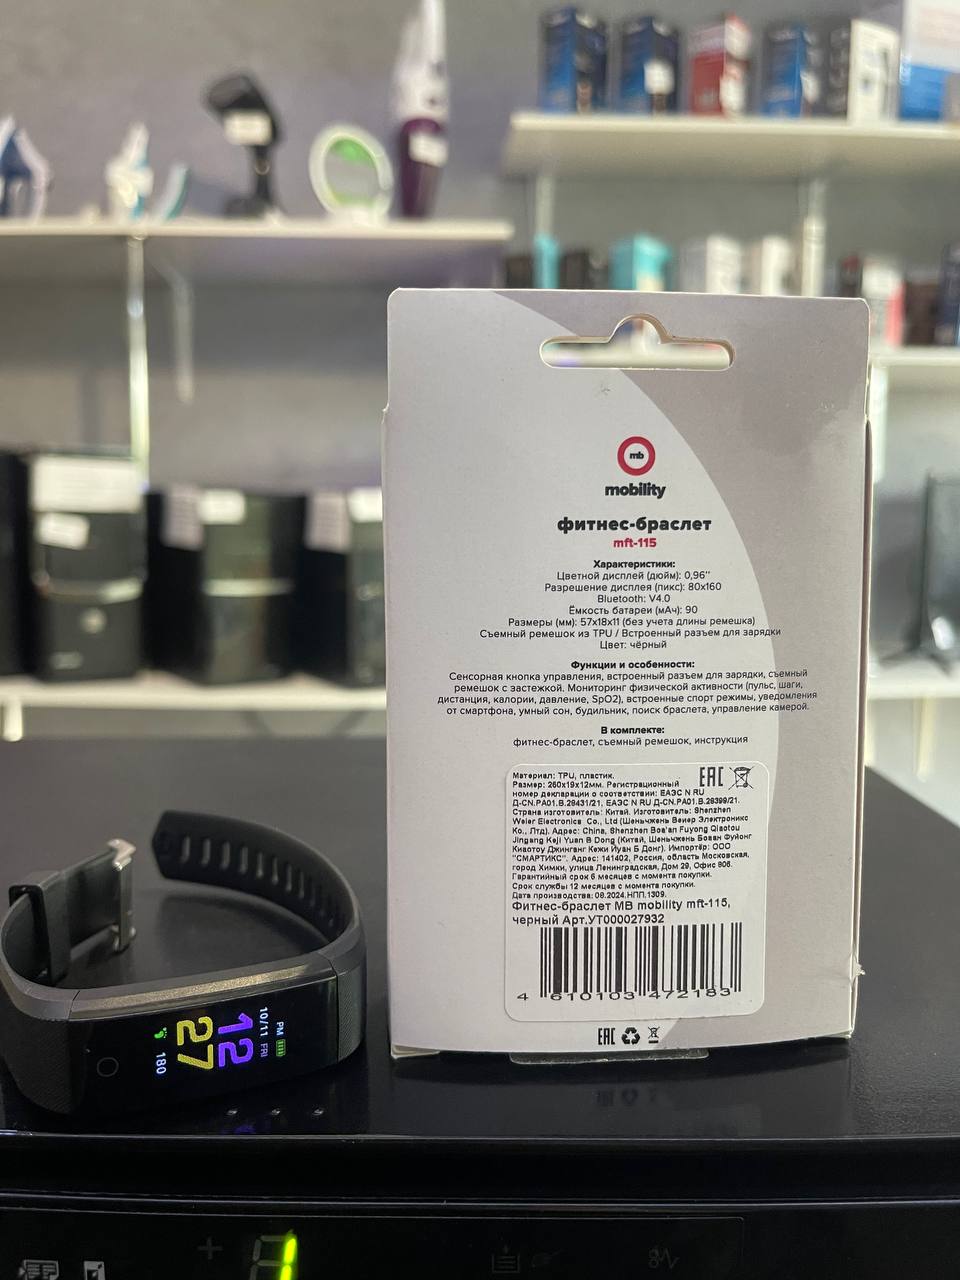 mb
mobility
фитнес-браслет
mft-115
Характеристики:
Цветной дисплей (дюйм): 0,96''
Разрешение дисплея (пикс): 80x160
Bluetooth: V4.0
Ёмкость батареи (мАч): 90
Размеры (мм): 57x18x11 (без учета длины ремешка)
Съемный ремешок из TPU / Встроенный разъем для зарядки
Цвет: чёрный
Функции и особенности:
Сенсорная кнопка управления, встроенный разъем для зарядки, съемный
ремешок с застежкой. Мониторинг физической активности (пульс, шаги,
дистанция, калории, давление, SpO2), встроенные спорт режимы, уведомления
от смартфона, умный сон, будильник, поиск браслета, управление камерой.
В комплекте:
фитнес-браслет, съемный ремешок, инструкция
Материал: TPU, пластик.
EAC
Размер: 260x19x12мм. Регистрационный
номер декларации о соответствии: ЕАЭС N RU
Д-CN.РА01.В.28431/21, ЕАЭС N RU Д-CN.РА01.В.28399/21.
Страна изготовитель: Китай. Изготовитель: Shenzhen
Weier Electronics Co., Ltd (Шеньчжень Веиер Электроникс
Ко., Лтд). Адрес: China, Shenzhen Boa'an Fuyong Qiaotou
Jingang Keji Yuan B Dong (Китай, Шеньчжень Бован Фуйонг
Киаотоу Джинганг Кежи Йуан Б Донг). Импортёр: ООО
"СМАРТИКС". Адрес: 141402, Россия, область Московская,
город Химки, улица Ленинградская, Дом 29, Офис 806.
Гарантийный срок 6 месяцев с момента покупки.
Срок службы 12 месяцев с момента покупки.
Дата производства: 08.2024.НПП.1309.
Фитнес-браслет MB mobility mft-115,
черный Арт.УТ000027932
4 610103 472183
EAC
PM
10/11 FRI
12
27
180